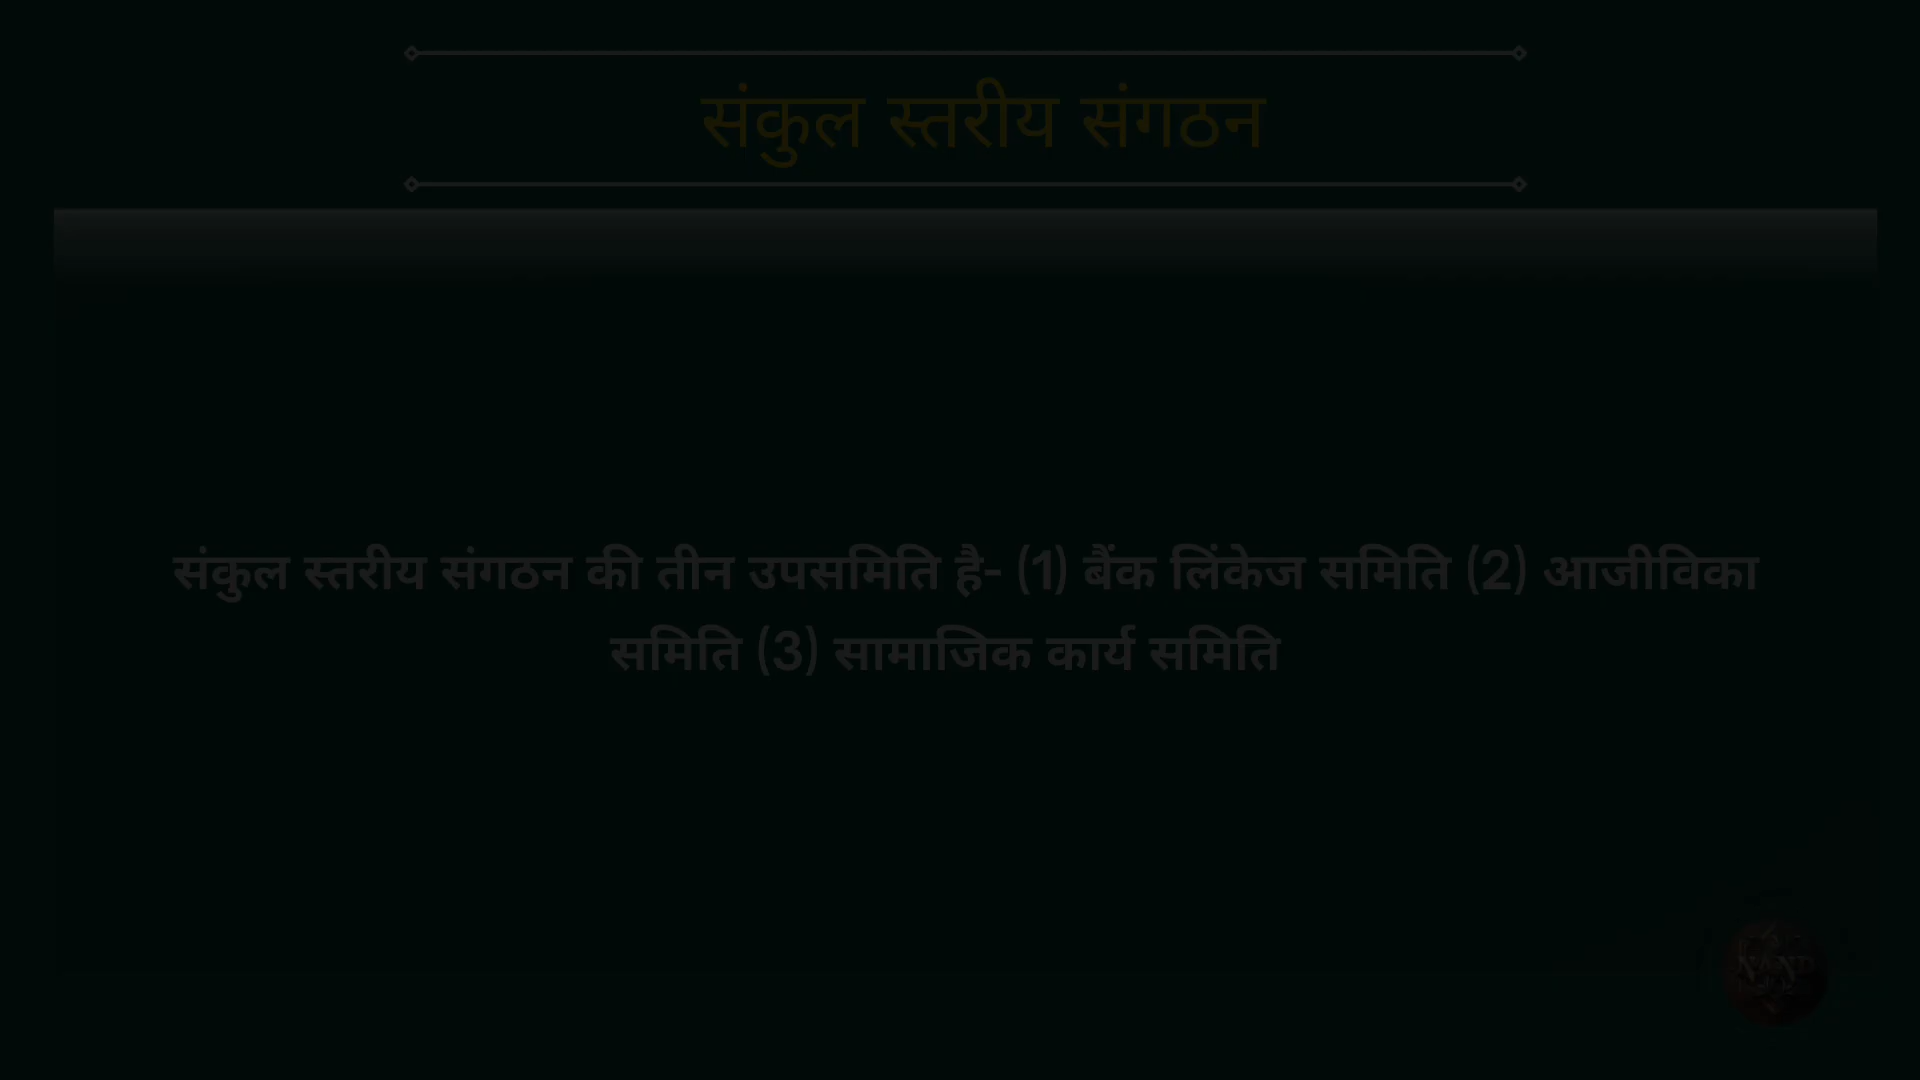 संकुल स्तरीय संगठन
संकुल स्तरीय संगठन की तीन उपसमिति है- (1) बैंक लिंकेज समिति (2) आजीविका
समिति (3) सामाजिक कार्य समिति